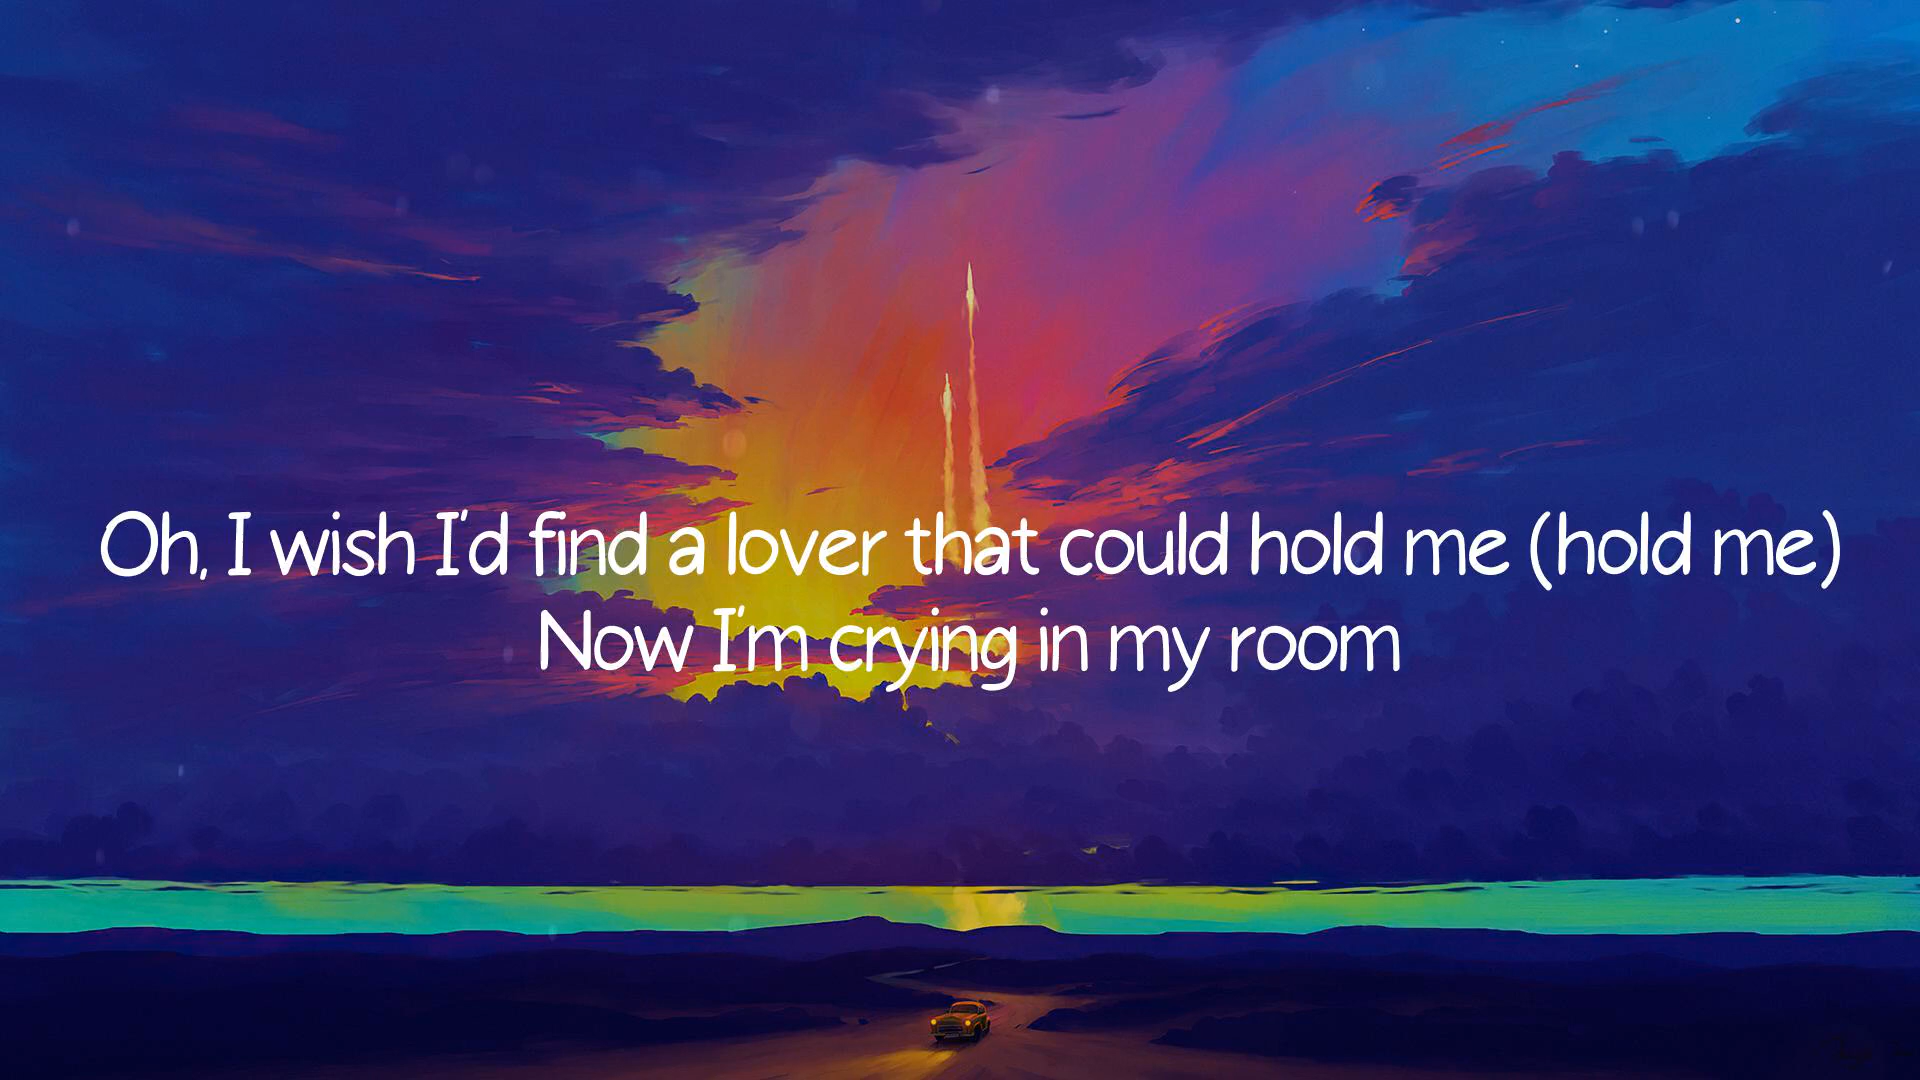 Oh, I wish I'd find a lover that could hold me (hold me)
Now I'm crying in my room